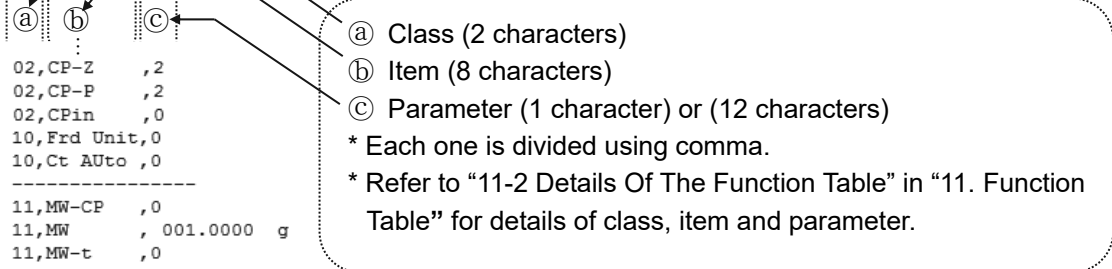 ⓐ ⓑ ⓒ
02,CP-Z    ,2
02,CP-P    ,2
02,CPin    ,0
10,Frd Unit,0
10,Ct AUto ,0
----------------
11,MW-CP   ,0
11,MW      , 001.0000  g
11,MW-t    ,0
ⓐ Class (2 characters)
ⓑ Item (8 characters)
ⓒ Parameter (1 character) or (12 characters)
* Each one is divided using comma.
* Refer to “11-2 Details Of The Function Table” in “11. Function
Table” for details of class, item and parameter.